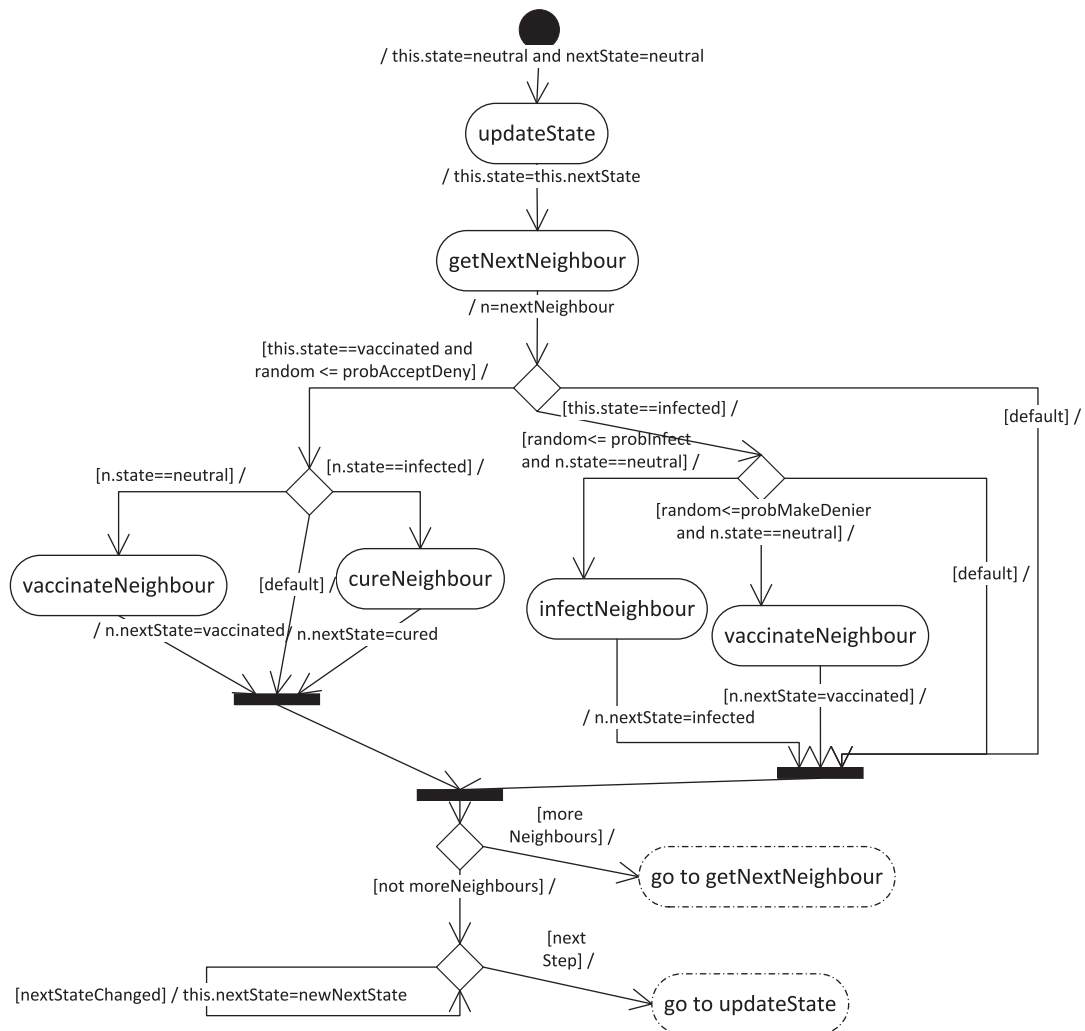 / this.state=neutral and nextState=neutral
updateState
/ this.state=this.nextState
getNextNeighbour
/ n=nextNeighbour
[this.state==vaccinated and
random <= probAcceptDeny] /
[this.state==infected] /
[default] /
[random<= probInfect
and n.state==neutral] /
[n.state==neutral] /
[n.state==infected] /
[random<=probMakeDenier
and n.state==neutral] /
vaccinateNeighbour
[default] /
cureNeighbour
[default] /
infectNeighbour
vaccinateNeighbour
/ n.nextState=vaccinated
/ n.nextState=cured
[n.nextState=vaccinated] /
/ n.nextState=infected
[more
Neighbours] /
go to getNextNeighbour
[not moreNeighbours] /
[next
Step] /
[nextStateChanged] / this.nextState=newNextState
go to updateState